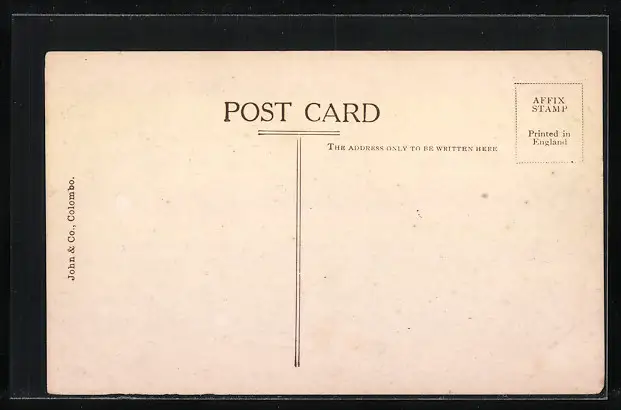 POST CARD
THE ADDRESS ONLY TO BE WRITTEN HERE
AFFIX
STAMP
Printed in
England
John & Co., Colombo.